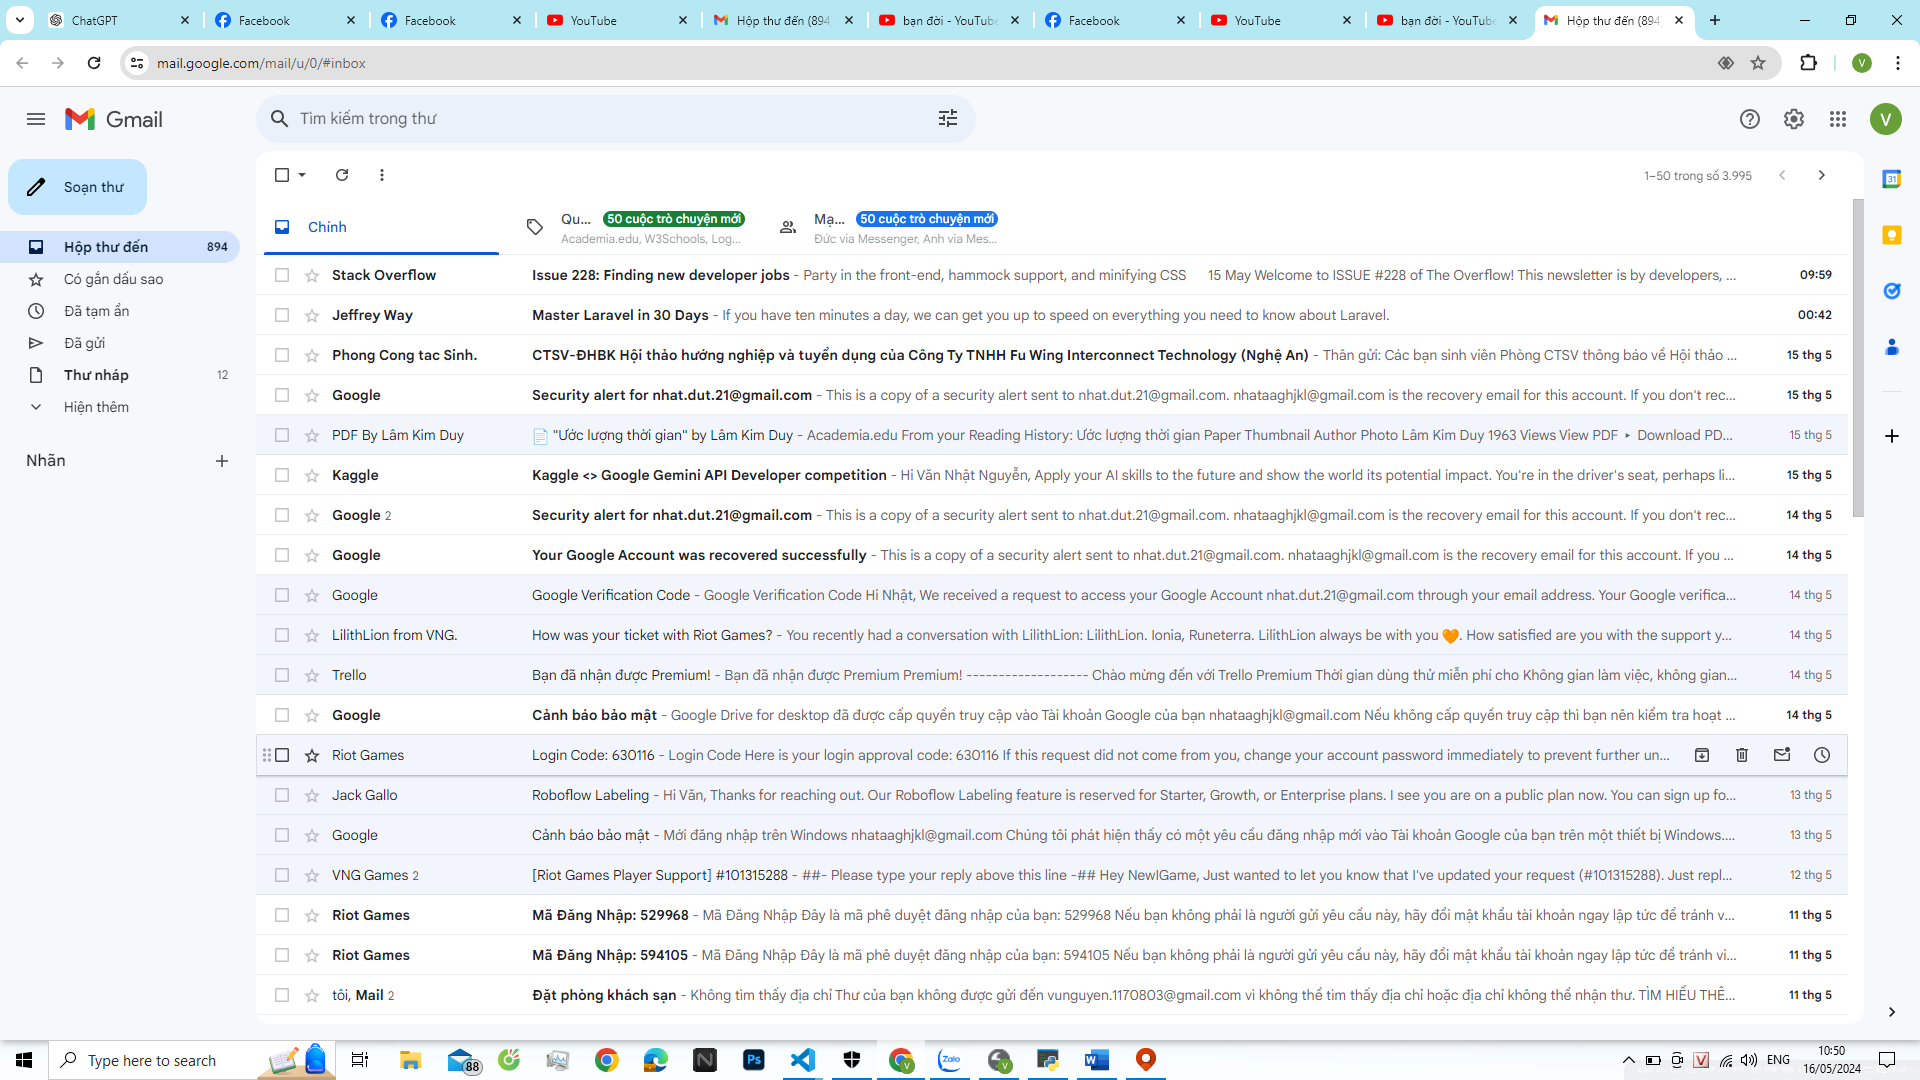 ChatGPT
Facebook
Facebook
YouTube
Hộp thư đến (894
bạn đời - YouTube
Facebook
YouTube
bạn đời - YouTube
Hộp thư đến (894
mail.google.com/mail/u/0/#inbox
V
Gmail
Tìm kiếm trong thư
V
Soạn thư
1–50 trong số 3.995
Hộp thư đến 894
Có gắn dấu sao
Đã tạm ẩn
Đã gửi
Thư nháp 12
Hiện thêm
Nhãn
Chính
Qu... 50 cuộc trò chuyện mới
Academia.edu, W3Schools, Log...
Mạ... 50 cuộc trò chuyện mới
Đức via Messenger, Anh via Mes...
31
Stack Overflow Issue 228: Finding new developer jobs - Party in the front-end, hammock support, and minifying CSS 15 May Welcome to ISSUE #228 of The Overflow! This newsletter is by developers, ... 09:59
Jeffrey Way Master Laravel in 30 Days - If you have ten minutes a day, we can get you up to speed on everything you need to know about Laravel. 00:42
Phong Cong tac Sinh. CTSV-ĐHBK Hội thảo hướng nghiệp và tuyển dụng của Công Ty TNHH Fu Wing Interconnect Technology (Nghệ An) - Thân gửi: Các bạn sinh viên Phòng CTSV thông báo về Hội thảo ... 15 thg 5
Google Security alert for nhat.dut.21@gmail.com - This is a copy of a security alert sent to nhat.dut.21@gmail.com. nhataaghjkl@gmail.com is the recovery email for this account. If you don't rec... 15 thg 5
PDF By Lâm Kim Duy 📄 "Ước lượng thời gian" by Lâm Kim Duy - Academia.edu From your Reading History: Ước lượng thời gian Paper Thumbnail Author Photo Lâm Kim Duy 1963 Views View PDF ‣ Download PD... 15 thg 5
Kaggle Kaggle <> Google Gemini API Developer competition - Hi Văn Nhật Nguyễn, Apply your AI skills to the future and show the world its potential impact. You're in the driver's seat, perhaps li... 15 thg 5
Google 2 Security alert for nhat.dut.21@gmail.com - This is a copy of a security alert sent to nhat.dut.21@gmail.com. nhataaghjkl@gmail.com is the recovery email for this account. If you don't rec... 14 thg 5
Google Your Google Account was recovered successfully - This is a copy of a security alert sent to nhat.dut.21@gmail.com. nhataaghjkl@gmail.com is the recovery email for this account. If you ... 14 thg 5
Google Google Verification Code - Google Verification Code Hi Nhật, We received a request to access your Google Account nhat.dut.21@gmail.com through your email address. Your Google verifica... 14 thg 5
LilithLion from VNG. How was your ticket with Riot Games? - You recently had a conversation with LilithLion: LilithLion. Ionia, Runeterra. LilithLion always be with you 🧡. How satisfied are you with the support y... 14 thg 5
Trello Bạn đã nhận được Premium! - Bạn đã nhận được Premium Premium! ------------------- Chào mừng đến với Trello Premium Thời gian dùng thử miễn phí cho Không gian làm việc, không gian... 14 thg 5
Google Cảnh báo bảo mật - Google Drive for desktop đã được cấp quyền truy cập vào Tài khoản Google của bạn nhataaghjkl@gmail.com Nếu không cấp quyền truy cập thì bạn nên kiểm tra hoạt ... 14 thg 5
Riot Games Login Code: 630116 - Login Code Here is your login approval code: 630116 If this request did not come from you, change your account password immediately to prevent further un...
Jack Gallo Roboflow Labeling - Hi Văn, Thanks for reaching out. Our Roboflow Labeling feature is reserved for Starter, Growth, or Enterprise plans. I see you are on a public plan now. You can sign up fo... 13 thg 5
Google Cảnh báo bảo mật - Mới đăng nhập trên Windows nhataaghjkl@gmail.com Chúng tôi phát hiện thấy có một yêu cầu đăng nhập mới vào Tài khoản Google của bạn trên một thiết bị Windows.... 13 thg 5
VNG Games 2 [Riot Games Player Support] #101315288 - ##- Please type your reply above this line -## Hey NewIGame, Just wanted to let you know that I've updated your request (#101315288). Just repl... 12 thg 5
Riot Games Mã Đăng Nhập: 529968 - Mã Đăng Nhập Đây là mã phê duyệt đăng nhập của bạn: 529968 Nếu bạn không phải là người gửi yêu cầu này, hãy đổi mật khẩu tài khoản ngay lập tức để tránh v... 11 thg 5
Riot Games Mã Đăng Nhập: 594105 - Mã Đăng Nhập Đây là mã phê duyệt đăng nhập của bạn: 594105 Nếu bạn không phải là người gửi yêu cầu này, hãy đổi mật khẩu tài khoản ngay lập tức để tránh vi... 11 thg 5
tôi, Mail 2 Đặt phòng khách sạn - Không tìm thấy địa chỉ Thư của bạn không được gửi đến vunguyen.1170803@gmail.com vì không thể tìm thấy địa chỉ hoặc địa chỉ không thể nhận thư. TÌM HIỂU THÊ... 11 thg 5
Type here to search
88
Ps
Zalo
ENG
10:50
16/05/2024